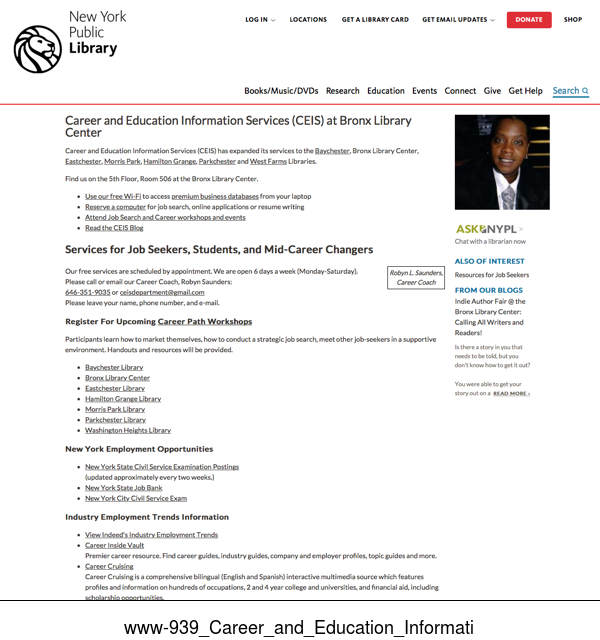 New York
Public
Library
LOG IN
LOCATIONS
GET A LIBRARY CARD
GET EMAIL UPDATES
DONATE
SHOP
Books/Music/DVDs Research Education Events Connect Give Get Help Search
Career and Education Information Services (CEIS) at Bronx Library
Center
Career and Education Information Services (CEIS) has expanded its services to the Baychester, Bronx Library Center,
Eastchester, Morris Park, Hamilton Grange, Parkchester and West Farms Libraries.
Find us on the 5th Floor, Room 506 at the Bronx Library Center.
• Use our free Wi-Fi to access premium business databases from your laptop
• Reserve a computer for job search, online applications or resume writing
• Attend Job Search and Career workshops and events
• Read the CEIS Blog
Services for Job Seekers, Students, and Mid-Career Changers
Our free services are scheduled by appointment. We are open 6 days a week (Monday-Saturday).
Please call or email our Career Coach, Robyn Saunders:
646-351-9035 or ceisdepartment@gmail.com
Please leave your name, phone number, and e-mail.
Robyn L. Saunders,
Career Coach
Register For Upcoming Career Path Workshops
Participants learn how to market themselves, how to conduct a strategic job search, meet other job-seekers in a supportive
environment. Handouts and resources will be provided.
• Baychester Library
• Bronx Library Center
• Eastchester Library
• Hamilton Grange Library
• Morris Park Library
• Parkchester Library
• Washington Heights Library
New York Employment Opportunities
• New York State Civil Service Examination Postings
(updated approximately every two weeks.)
• New York State Job Bank
• New York City Civil Service Exam
Industry Employment Trends Information
• View Indeed's Industry Employment Trends
• Career Inside Vault
Premier career resource. Find career guides, industry guides, company and employer profiles, topic guides and more.
• Career Cruising
Career Cruising is a comprehensive bilingual (English and Spanish) interactive multimedia source which features
profiles and information on hundreds of occupations, 2 and 4 year college and universities, and financial aid, including
scholarship opportunities.
ASK NYPL
Chat with a librarian now
ALSO OF INTEREST
Resources for Job Seekers
FROM OUR BLOGS
Indie Author Fair @ the
Bronx Library Center:
Calling All Writers and
Readers!
Is there a story in you that
needs to be told, but you
don't know how to get it out?
You were able to get your
story out on a READ MORE ›
www-939_Career_and_Education_Informati